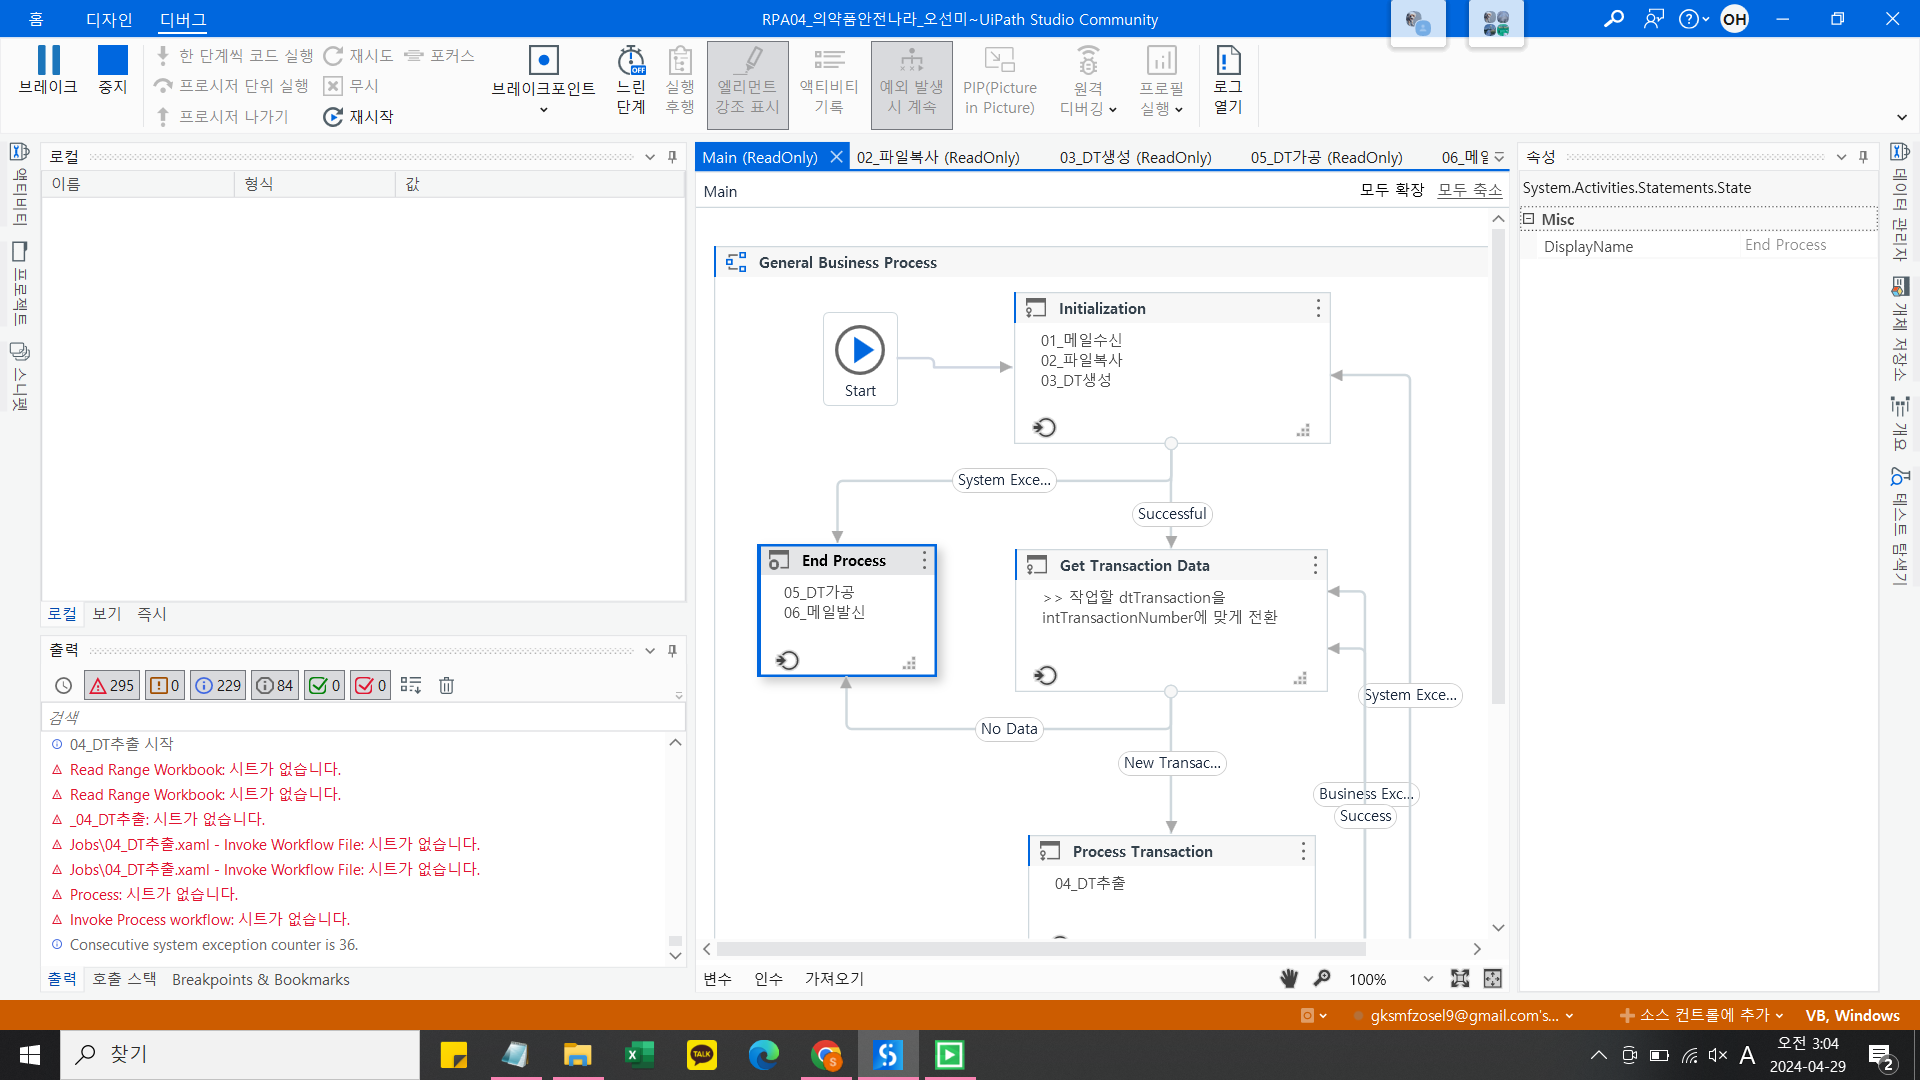 홈
디자인
디버그
RPA04_의약품안전나라_오선미~UiPath Studio Community
OH
브레이크
중지
한 단계씩 코드 실행
프로시저 단위 실행
프로시저 나가기
재시도
무시
재시작
포커스
브레이크포인트
느린
단계
실행
후행
엘리먼트
강조 표시
액티비티
기록
예외 발생
시 계속
PIP(Picture
in Picture)
원격
디버깅
프로필
실행
로그
열기
액티비티
프로젝트
스니펫
로컬
이름
형식
값
로컬
보기
즉시
출력
295
0
229
84
0
0
검색
04_DT추출 시작
Read Range Workbook: 시트가 없습니다.
Read Range Workbook: 시트가 없습니다.
_04_DT추출: 시트가 없습니다.
Jobs\04_DT추출.xaml - Invoke Workflow File: 시트가 없습니다.
Jobs\04_DT추출.xaml - Invoke Workflow File: 시트가 없습니다.
Process: 시트가 없습니다.
Invoke Process workflow: 시트가 없습니다.
Consecutive system exception counter is 36.
출력
호출 스택
Breakpoints & Bookmarks
Main (ReadOnly)
02_파일복사 (ReadOnly)
03_DT생성 (ReadOnly)
05_DT가공 (ReadOnly)
06_메일
Main
모두 확장
모두 축소
General Business Process
Start
Initialization
01_메일수신
02_파일복사
03_DT생성
System Exce...
Successful
End Process
05_DT가공
06_메일발신
Get Transaction Data
>> 작업할 dtTransaction을
intTransactionNumber에 맞게 전환
No Data
System Exce...
New Transac...
Business Exc...
Success
Process Transaction
04_DT추출
변수
인수
가져오기
100%
속성
System.Activities.Statements.State
Misc
DisplayName
End Process
데이터 관리자
개체 저장소
개요
테스트 탐색기
gksmfzosel9@gmail.com's...
소스 컨트롤에 추가
VB, Windows
찾기
TALK
S
A
오전 3:04
2024-04-29
2